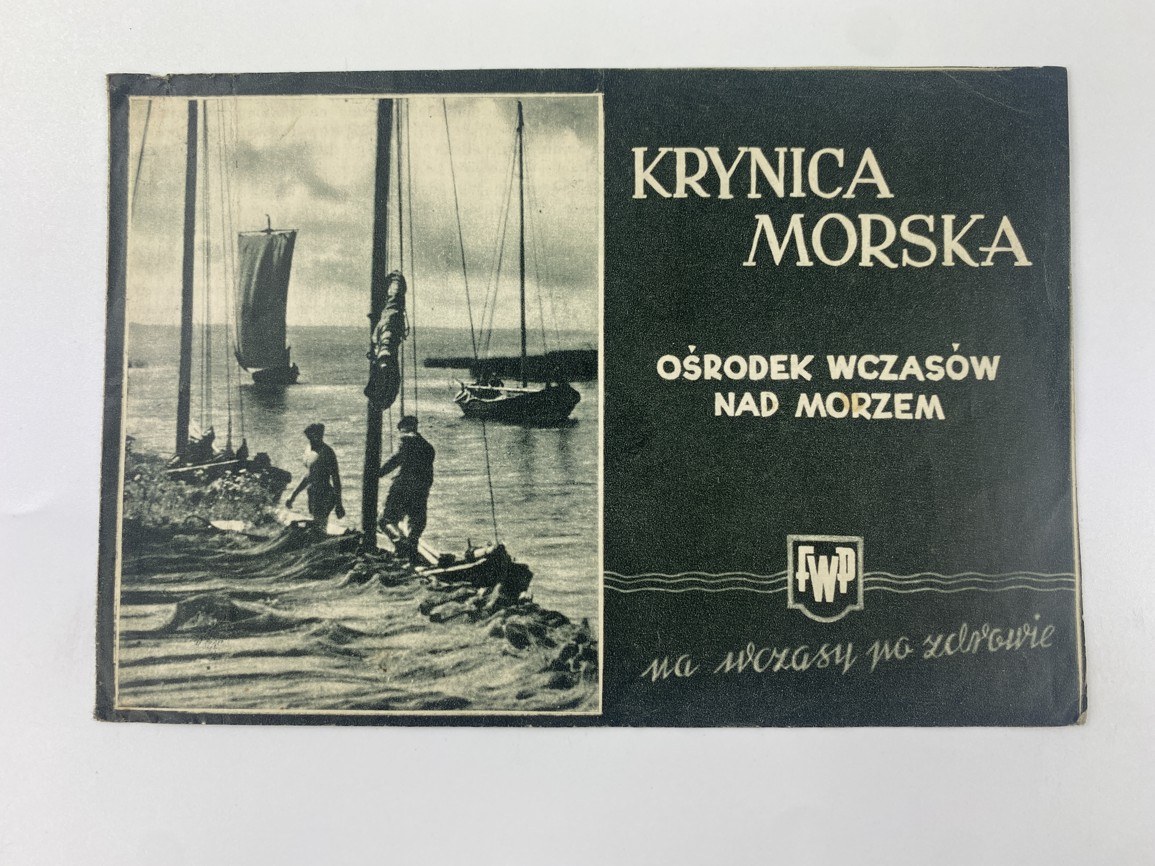 KRYNICA
MORSKA
OŚRODEK WCZASÓW
NAD MORZEM
FWP
na wczasy po zdrowie